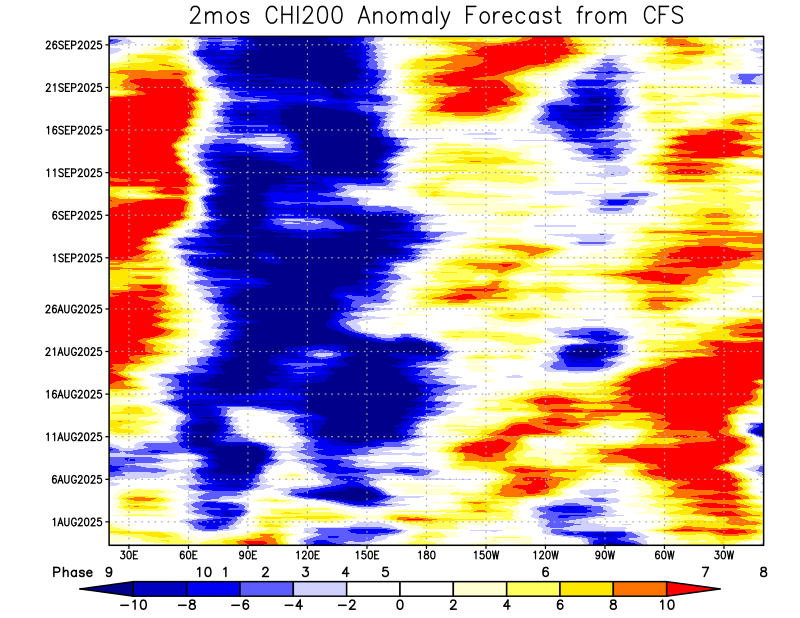 2mos CHI200 Anomaly Forecast from CFS
26SEP2025
21SEP2025
16SEP2025
11SEP2025
6SEP2025
1SEP2025
26AUG2025
21AUG2025
16AUG2025
11AUG2025
6AUG2025
1AUG2025
30E 60E 90E 120E 150E 180 150W 120W 90W 60W 30W
Phase 9 10 1 2 3 4 5 6 7 8
−10 −8 −6 −4 −2 0 2 4 6 8 10